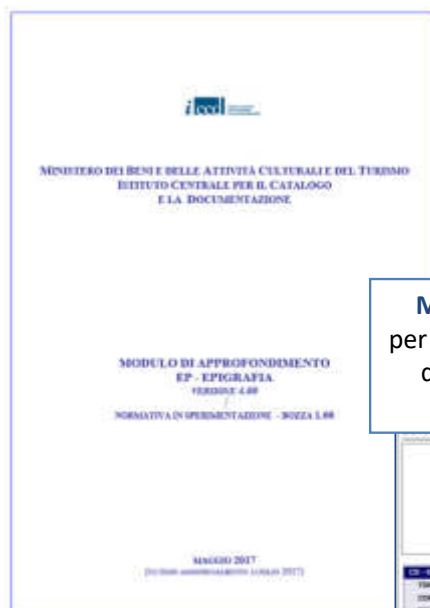 iccd
MINISTERO DEI BENI E DELLE ATTIVITÀ CULTURALI E DEL TURISMO
ISTITUTO CENTRALE PER IL CATALOGO
E LA DOCUMENTAZIONE
MODULO DI APPROFONDIMENTO
EP - EPIGRAFIA
VERSIONE 4.00
NORMATIVA IN SPERIMENTAZIONE - BOZZA 1.00
MAGGIO 2017
M
per